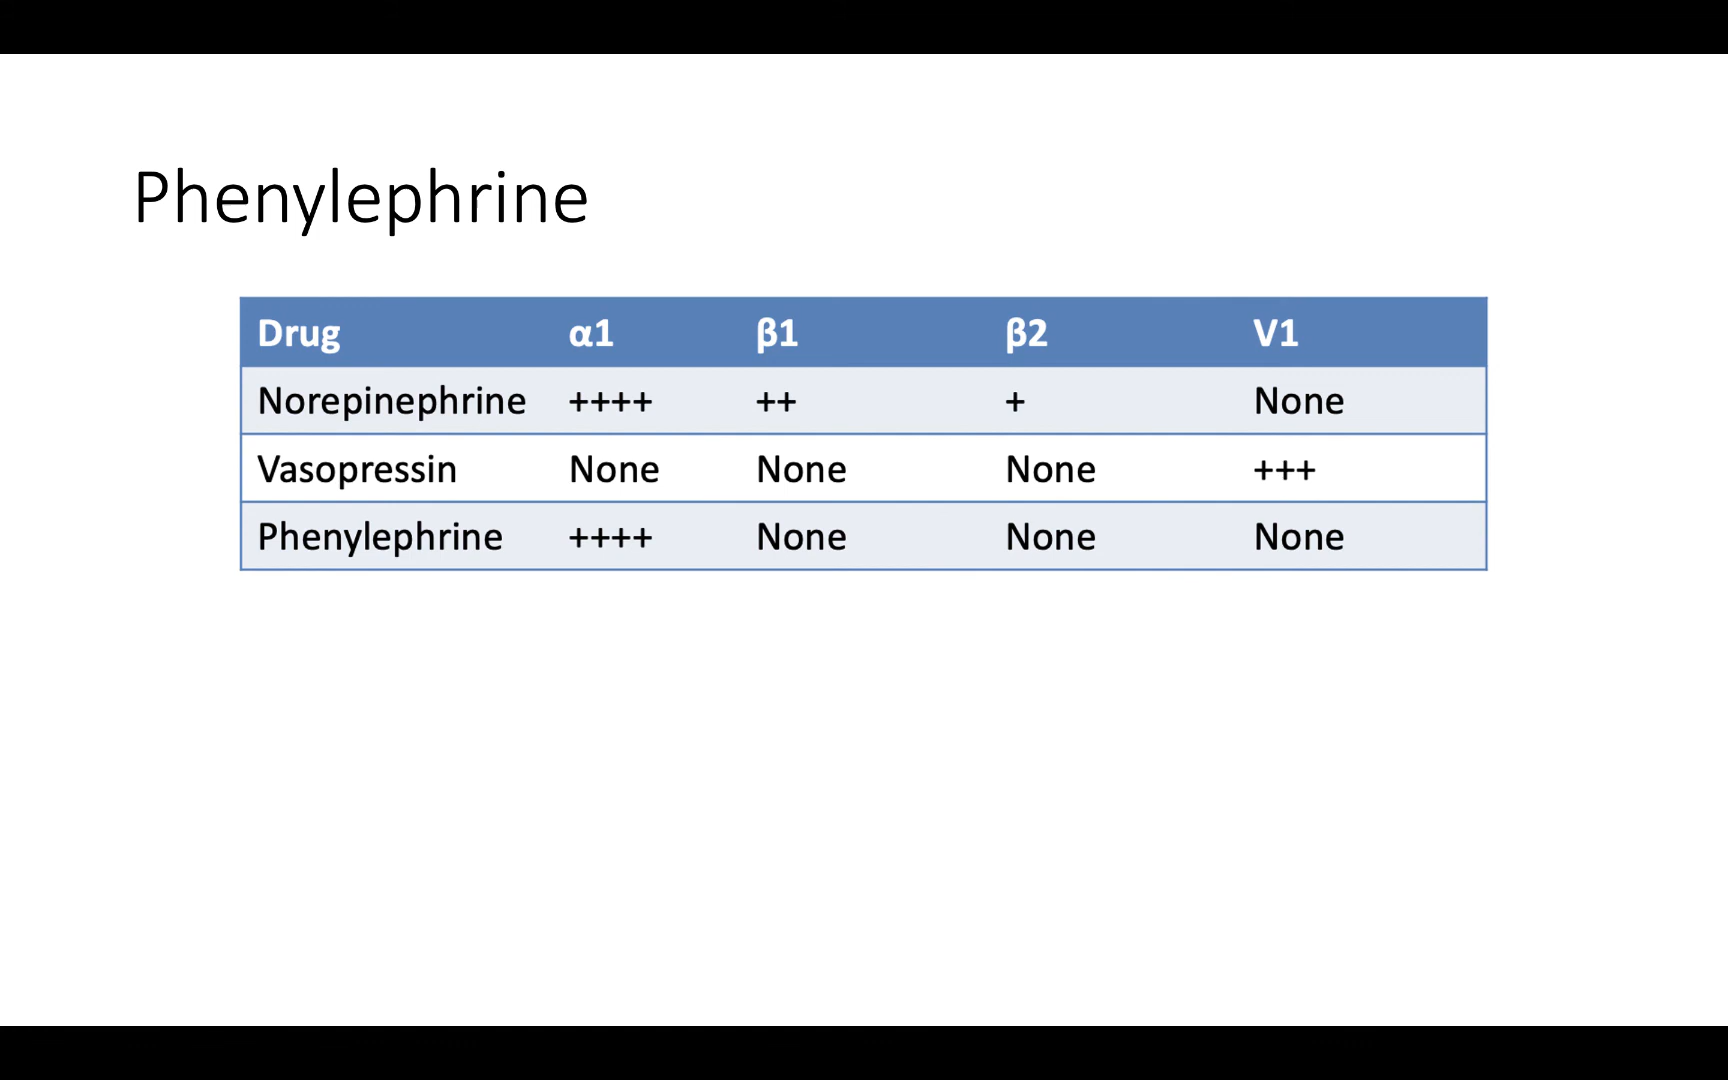 Phenylephrine
Drug α1 β1 β2 V1
Norepinephrine ++++ ++ + None
Vasopressin None None None +++
Phenylephrine ++++ None None None